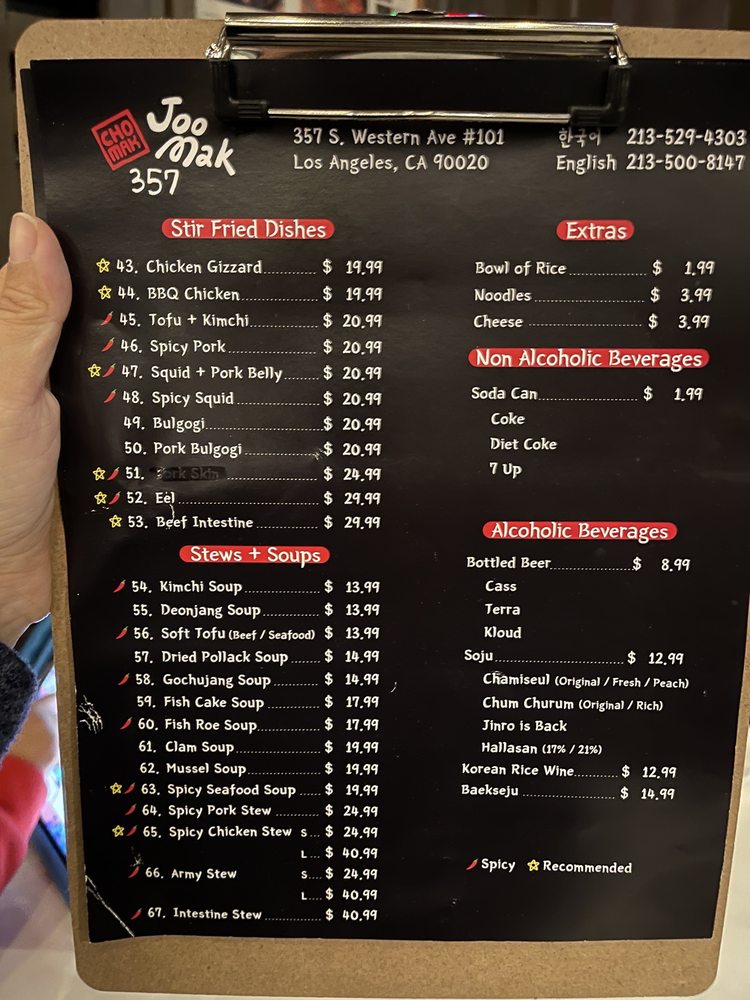 CHO MAK
Joo Mak
357
357 S. Western Ave #101
Los Angeles, CA 90020
한국어 213-529-4303
English 213-500-8147
Stir Fried Dishes
43. Chicken Gizzard $ 19.99
44. BBQ Chicken $ 19.99
45. Tofu + Kimchi $ 20.99
46. Spicy Pork $ 20.99
47. Squid + Pork Belly $ 20.99
48. Spicy Squid $ 20.99
49. Bulgogi $ 20.99
50. Pork Bulgogi $ 20.99
51. Pork Skin $ 24.99
52. Eel $ 29.99
53. Beef Intestine $ 29.99
Stews + Soups
54. Kimchi Soup $ 13.99
55. Deonjang Soup $ 13.99
56. Soft Tofu (Beef / Seafood) $ 13.99
57. Dried Pollack Soup $ 14.99
58. Gochujang Soup $ 14.99
59. Fish Cake Soup $ 17.99
60. Fish Roe Soup $ 17.99
61. Clam Soup $ 19.99
62. Mussel Soup $ 19.99
63. Spicy Seafood Soup $ 19.99
64. Spicy Pork Stew $ 24.99
65. Spicy Chicken Stew S $ 24.99
L $ 40.99
66. Army Stew S $ 24.99
L $ 40.99
67. Intestine Stew $ 40.99
Extras
Bowl of Rice $ 1.99
Noodles $ 3.99
Cheese $ 3.99
Non Alcoholic Beverages
Soda Can $ 1.99
Coke
Diet Coke
7 Up
Alcoholic Beverages
Bottled Beer $ 8.99
Cass
Terra
Kloud
Soju $ 12.99
Chamiseul (Original / Fresh / Peach)
Chum Churum (Original / Rich)
Jinro is Back
Hallasan (17% / 21%)
Korean Rice Wine $ 12.99
Baekseju $ 14.99
Spicy Recommended